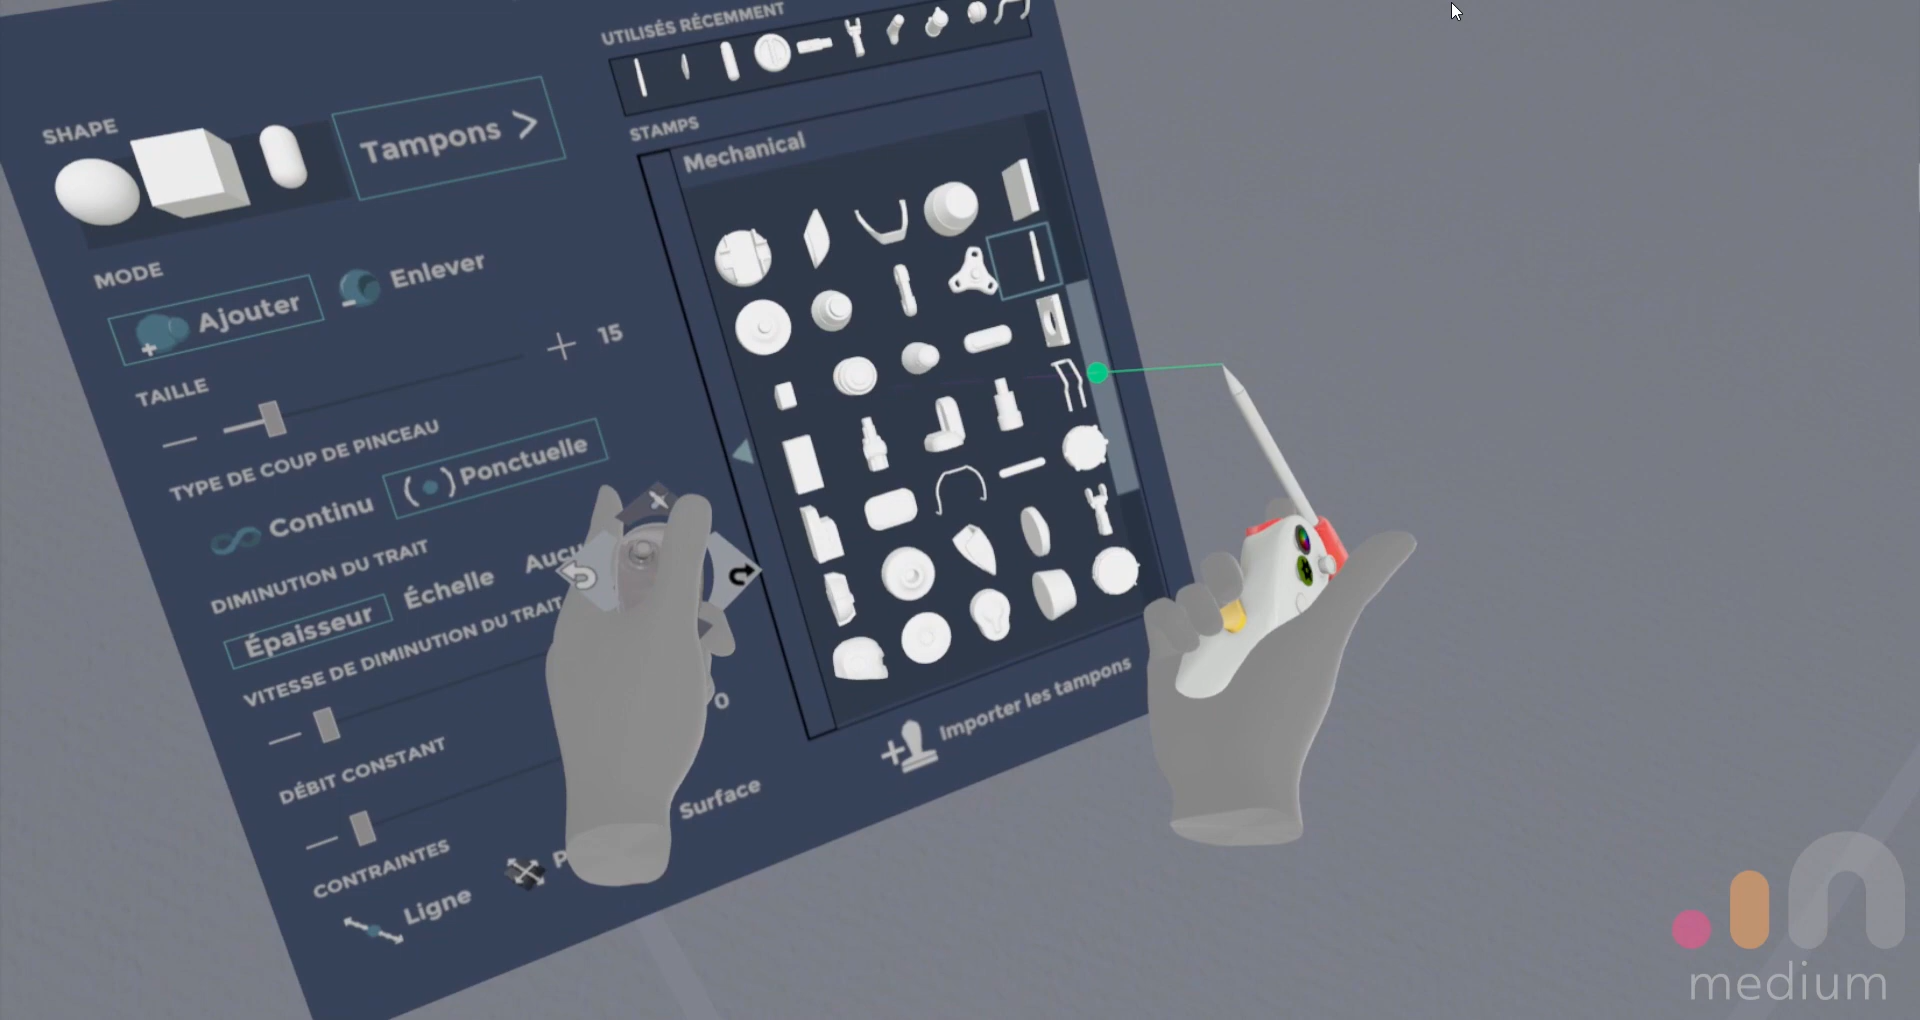 UTILISÉS RÉCEMMENT
SHAPE
Tampons >
STAMPS
Mechanical
MODE
Ajouter
Enlever
TAILLE
15
TYPE DE COUP DE PINCEAU
Continu
Ponctuelle
DIMINUTION DU TRAIT
Épaisseur
Échelle
VITESSE DE DIMINUTION DU TRAIT
0
DÉBIT CONSTANT
Importer les tampons
CONTRAINTES
Ligne
Surface
medium